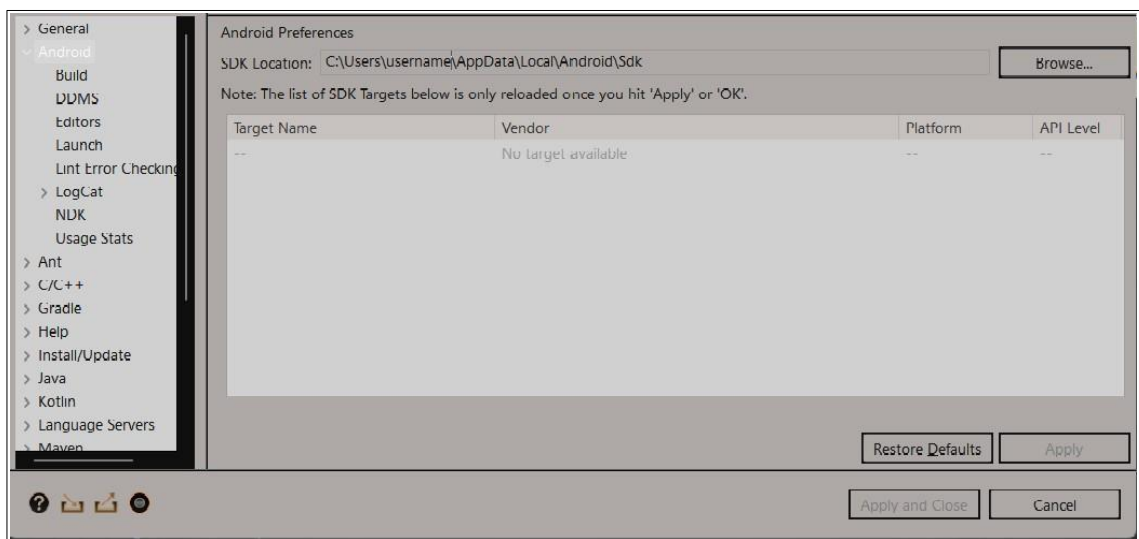 General
Android
Build
DDMS
Editors
Launch
Lint Error Checking
LogCat
NDK
Usage Stats
Ant
C/C++
Gradle
Help
Install/Update
Java
Kotlin
Language Servers
Maven
Android Preferences
SDK Location: C:\Users\username\AppData\Local\Android\Sdk Browse...
Note: The list of SDK Targets below is only reloaded once you hit 'Apply' or 'OK'.
Target Name Vendor Platform API Level
-- No target available -- --
Restore Defaults Apply
Apply and Close Cancel